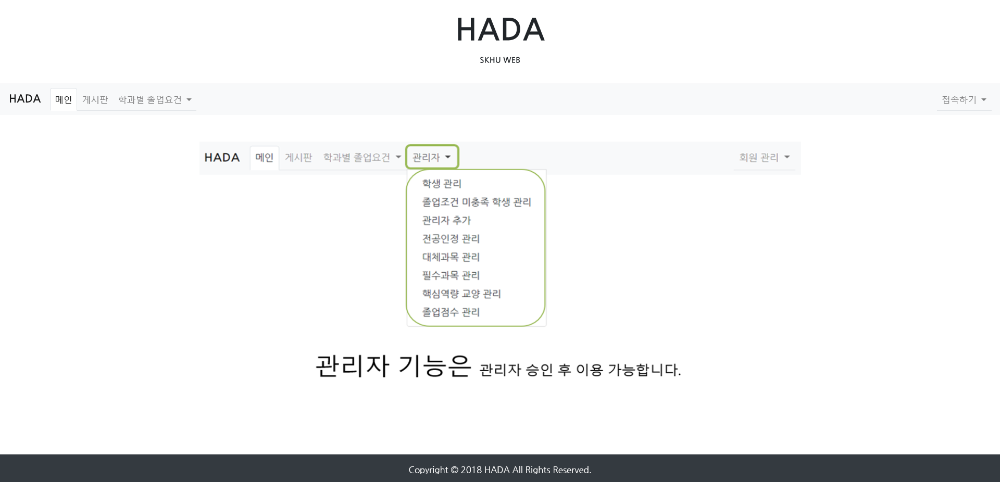 HADA
SKHU WEB
HADA 메인 게시판 학과별 졸업요건 접속하기
HADA 메인 게시판 학과별 졸업요건 관리자 회원 관리
학생 관리
졸업조건 미충족 학생 관리
관리자 추가
전공인정 관리
대체과목 관리
필수과목 관리
핵심역량 교양 관리
졸업점수 관리
관리자 기능은 관리자 승인 후 이용 가능합니다.
Copyright © 2018 HADA All Rights Reserved.